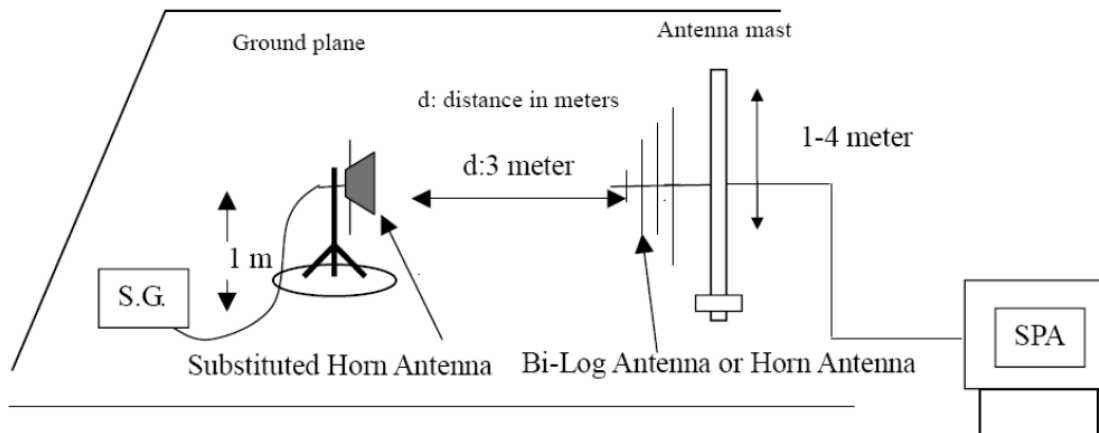 Ground plane
Antenna mast
d: distance in meters
1-4 meter
d:3 meter
1 m
S.G.
SPA
Substituted Horn Antenna
Bi-Log Antenna or Horn Antenna